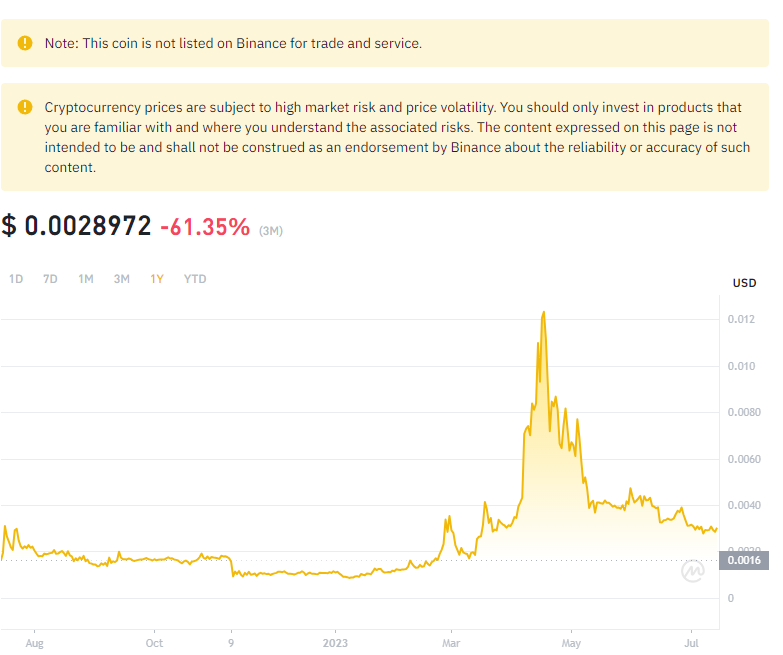 Note: This coin is not listed on Binance for trade and service.
Cryptocurrency prices are subject to high market risk and price volatility. You should only invest in products that
you are familiar with and where you understand the associated risks. The content expressed on this page is not
intended to be and shall not be construed as an endorsement by Binance about the reliability or accuracy of such
content.
$ 0.0028972 -61.35% (3M)
1D 7D 1M 3M 1Y YTD
USD
0.012
0.010
0.0080
0.0060
0.0040
0.0020
0.0016
0
Aug Oct 9 2023 Mar May Jul